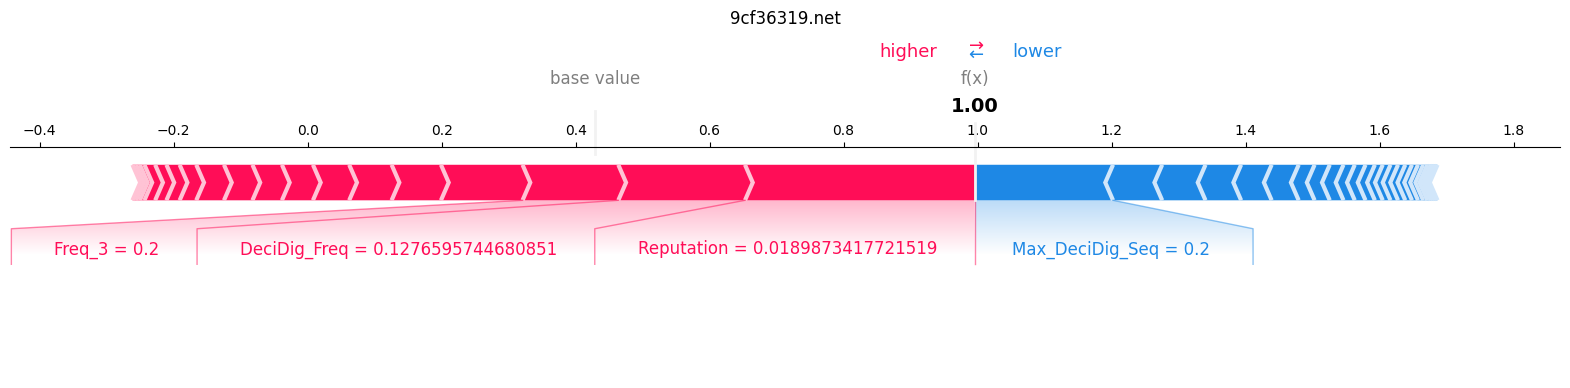 9cf36319.net
higher → ← lower
base value f(x)
1.00
−0.4 −0.2 0.0 0.2 0.4 0.6 0.8 1.0 1.2 1.4 1.6 1.8
Freq_3 = 0.2 DeciDig_Freq = 0.1276595744680851 Reputation = 0.0189873417721519 Max_DeciDig_Seq = 0.2